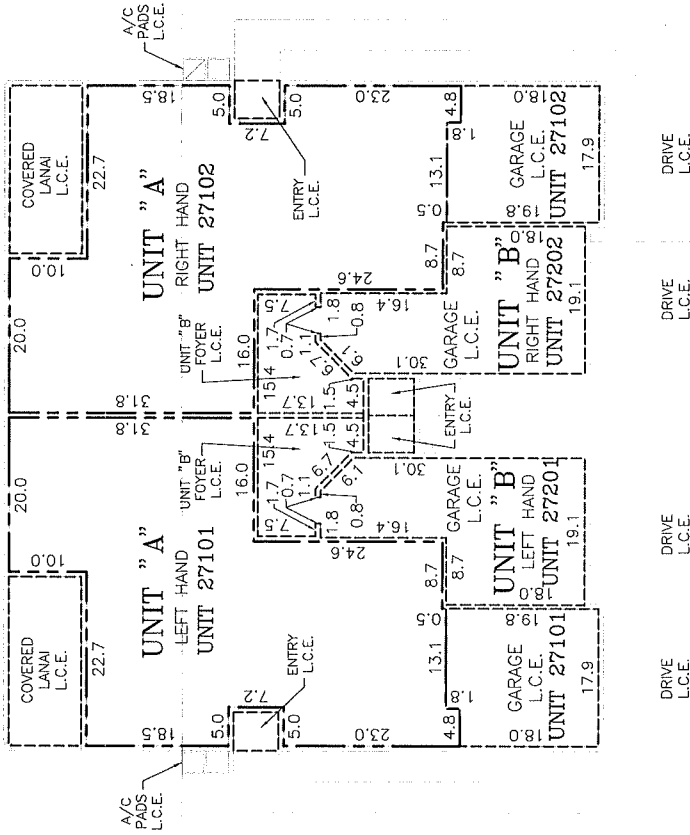 A/C
PADS
L.C.E.
COVERED
LANAI
L.C.E.
18.5
22.7
10.0
20.0
31.8
UNIT "A"
RIGHT HAND
UNIT 27102
5.0
7.2
5.0
ENTRY
L.C.E.
23.0
4.8
1.8
13.1
0.5
18.0
GARAGE
L.C.E.
UNIT 27102
19.8
17.9
DRIVE
L.C.E.
UNIT "B"
FOYER
L.C.E.
16.0
15.4
7.5
1.7
0.7
1.1
6.7
6.1
1.8
0.8
13.7
1.5
4.5
24.6
16.4
8.7
8.7
30.1
GARAGE
L.C.E.
18.0
UNIT "B"
RIGHT HAND
UNIT 27202
19.1
DRIVE
L.C.E.
ENTRY
L.C.E.
20.0
31.8
10.0
COVERED
LANAI
L.C.E.
22.7
18.5
UNIT "A"
LEFT HAND
UNIT 27101
UNIT "B"
FOYER
L.C.E.
16.0
15.4
13.7
7.5
1.7
0.7
1.1
6.7
6.1
1.8
0.8
1.5
4.5
24.6
16.4
8.7
8.7
30.1
GARAGE
L.C.E.
UNIT "B"
LEFT HAND
UNIT 27201
18.0
19.1
DRIVE
L.C.E.
A/C
PADS
L.C.E.
5.0
7.2
5.0
ENTRY
L.C.E.
23.0
4.8
1.8
13.1
0.5
19.8
GARAGE
L.C.E.
UNIT 27101
18.0
17.9
DRIVE
L.C.E.